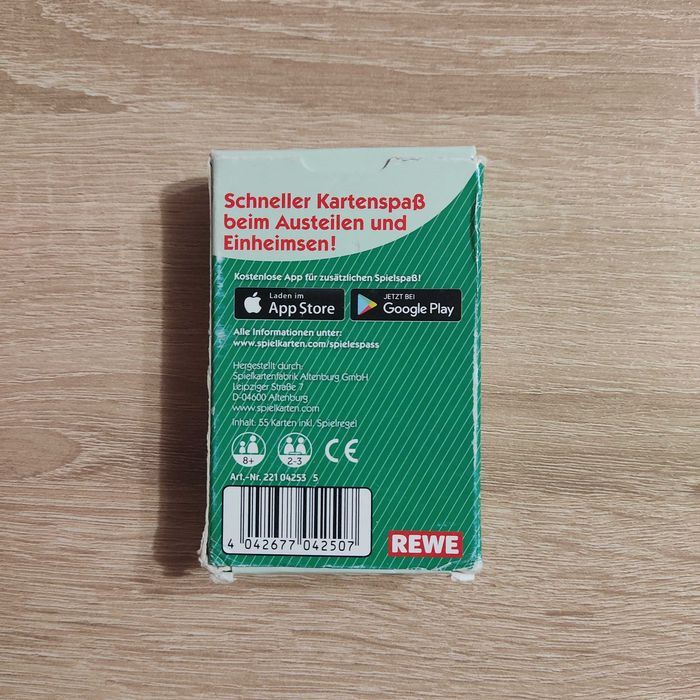 Schneller Kartenspaß
beim Austeilen und
Einheimsen!
Kostenlose App für zusätzlichen Spielspaß!
Laden im
App Store
JETZT BEI
Google Play
Alle Informationen unter:
www.spielkarten.com/spielespass
Hergestellt durch:
Spielkartenfabrik Altenburg GmbH
Leipziger Straße 7
D-04600 Altenburg
www.spielkarten.com
Inhalt: 55 Karten inkl. Spielregel
8+
2-3
CE
Art.-Nr. 221 04253 5
4 042677 042507
REWE